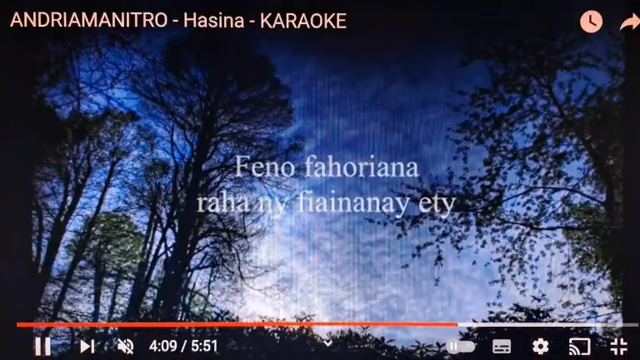 ANDRIAMANITRO - Hasina - KARAOKE
Feno fahoriana
raha ny fiainanay ety
4:09 / 5:51